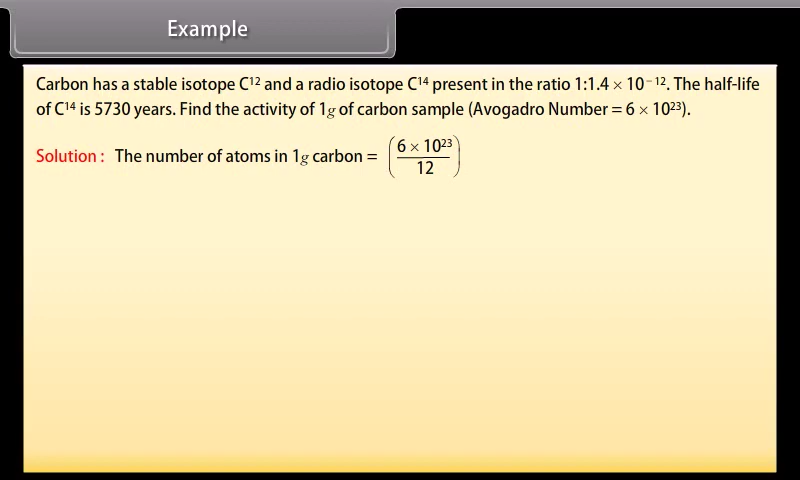 Example
Carbon has a stable isotope C¹² and a radio isotope C¹⁴ present in the ratio 1:1.4 × 10⁻¹². The half-life
of C¹⁴ is 5730 years. Find the activity of 1g of carbon sample (Avogadro Number = 6 × 10²³).
Solution : The number of atoms in 1g carbon = (6 × 10²³ / 12)